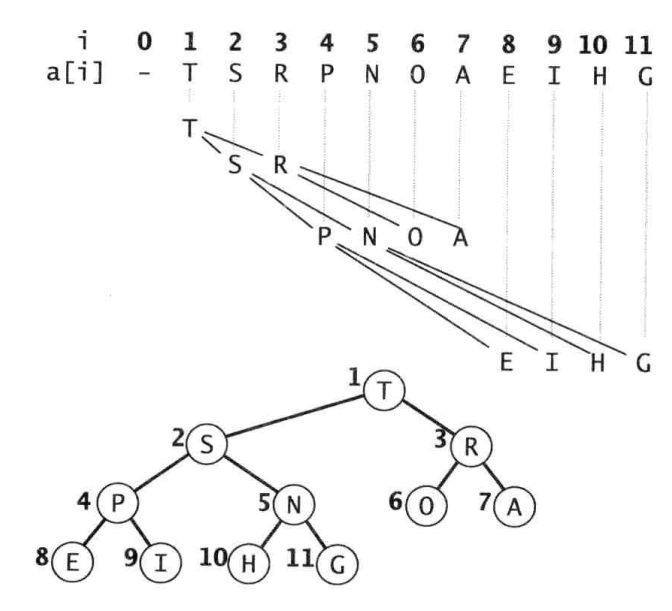 i 0 1 2 3 4 5 6 7 8 9 10 11
a[i] - T S R P N O A E I H G
T
S R
P N O A
E I H G
1 T
2 S 3 R
4 P 5 N 6 O 7 A
8 E 9 I 10 H 11 G